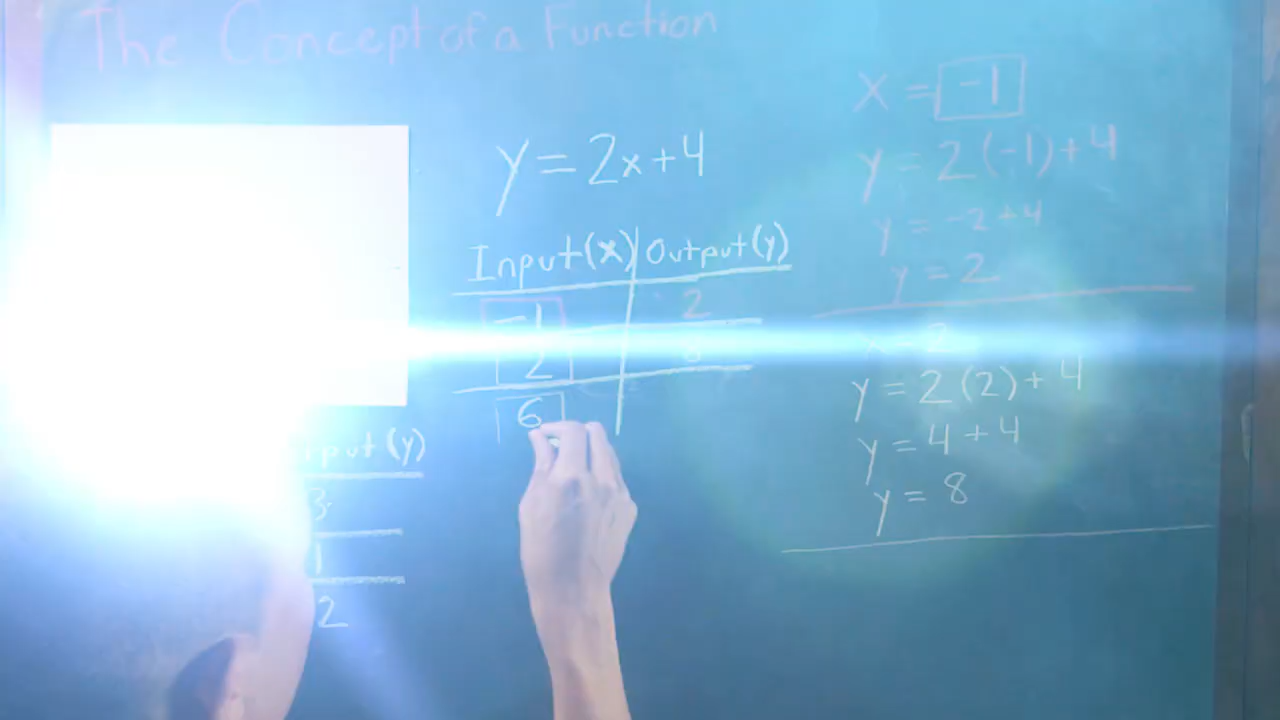 The Concept of a Function
y = 2x+4
Input(x) Output(y)
-1 2
2 8
6
x = -1
y = 2(-1)+4
y = -2+4
y = 2
x = 2
y = 2(2)+4
y = 4+4
y = 8
(y)
3
1
2